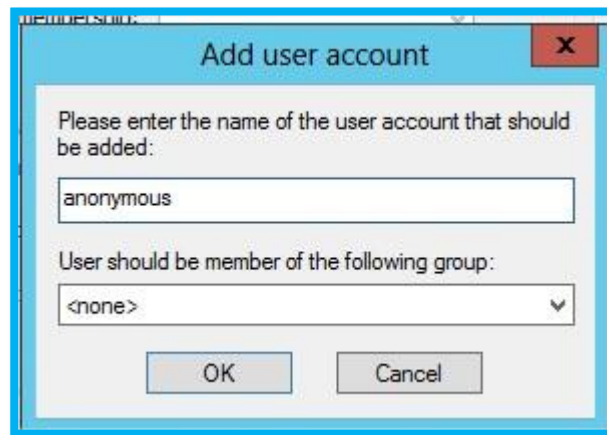 membership:
Add user account
x
Please enter the name of the user account that should
be added:
anonymous
User should be member of the following group:
<none>
OK
Cancel